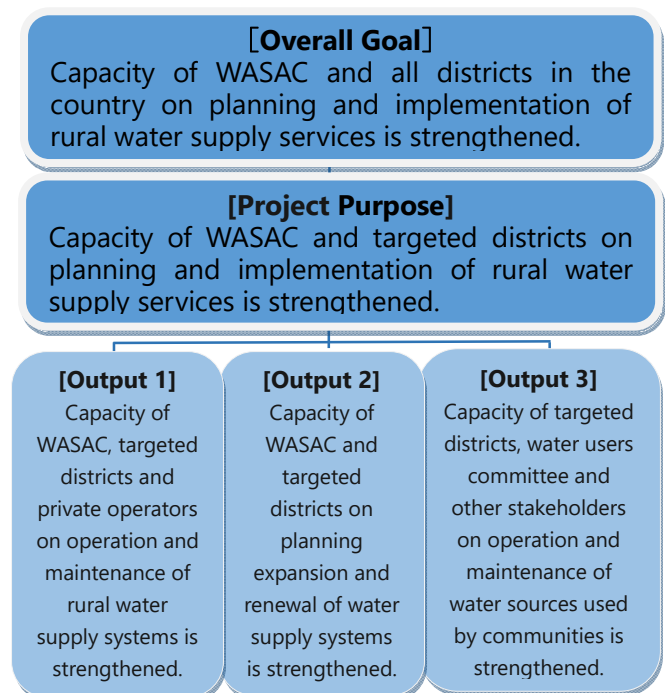 [Overall Goal]
Capacity of WASAC and all districts in the
country on planning and implementation of
rural water supply services is strengthened.
[Project Purpose]
Capacity of WASAC and targeted districts on
planning and implementation of rural water
supply services is strengthened.
[Output 1]
Capacity of
WASAC, targeted
districts and
private operators
on operation and
maintenance of
rural water
supply systems is
strengthened.
[Output 2]
Capacity of
WASAC and
targeted
districts on
planning
expansion and
renewal of water
supply systems
is strengthened.
[Output 3]
Capacity of targeted
districts, water users
committee and
other stakeholders
on operation and
maintenance of
water sources used
by communities is
strengthened.